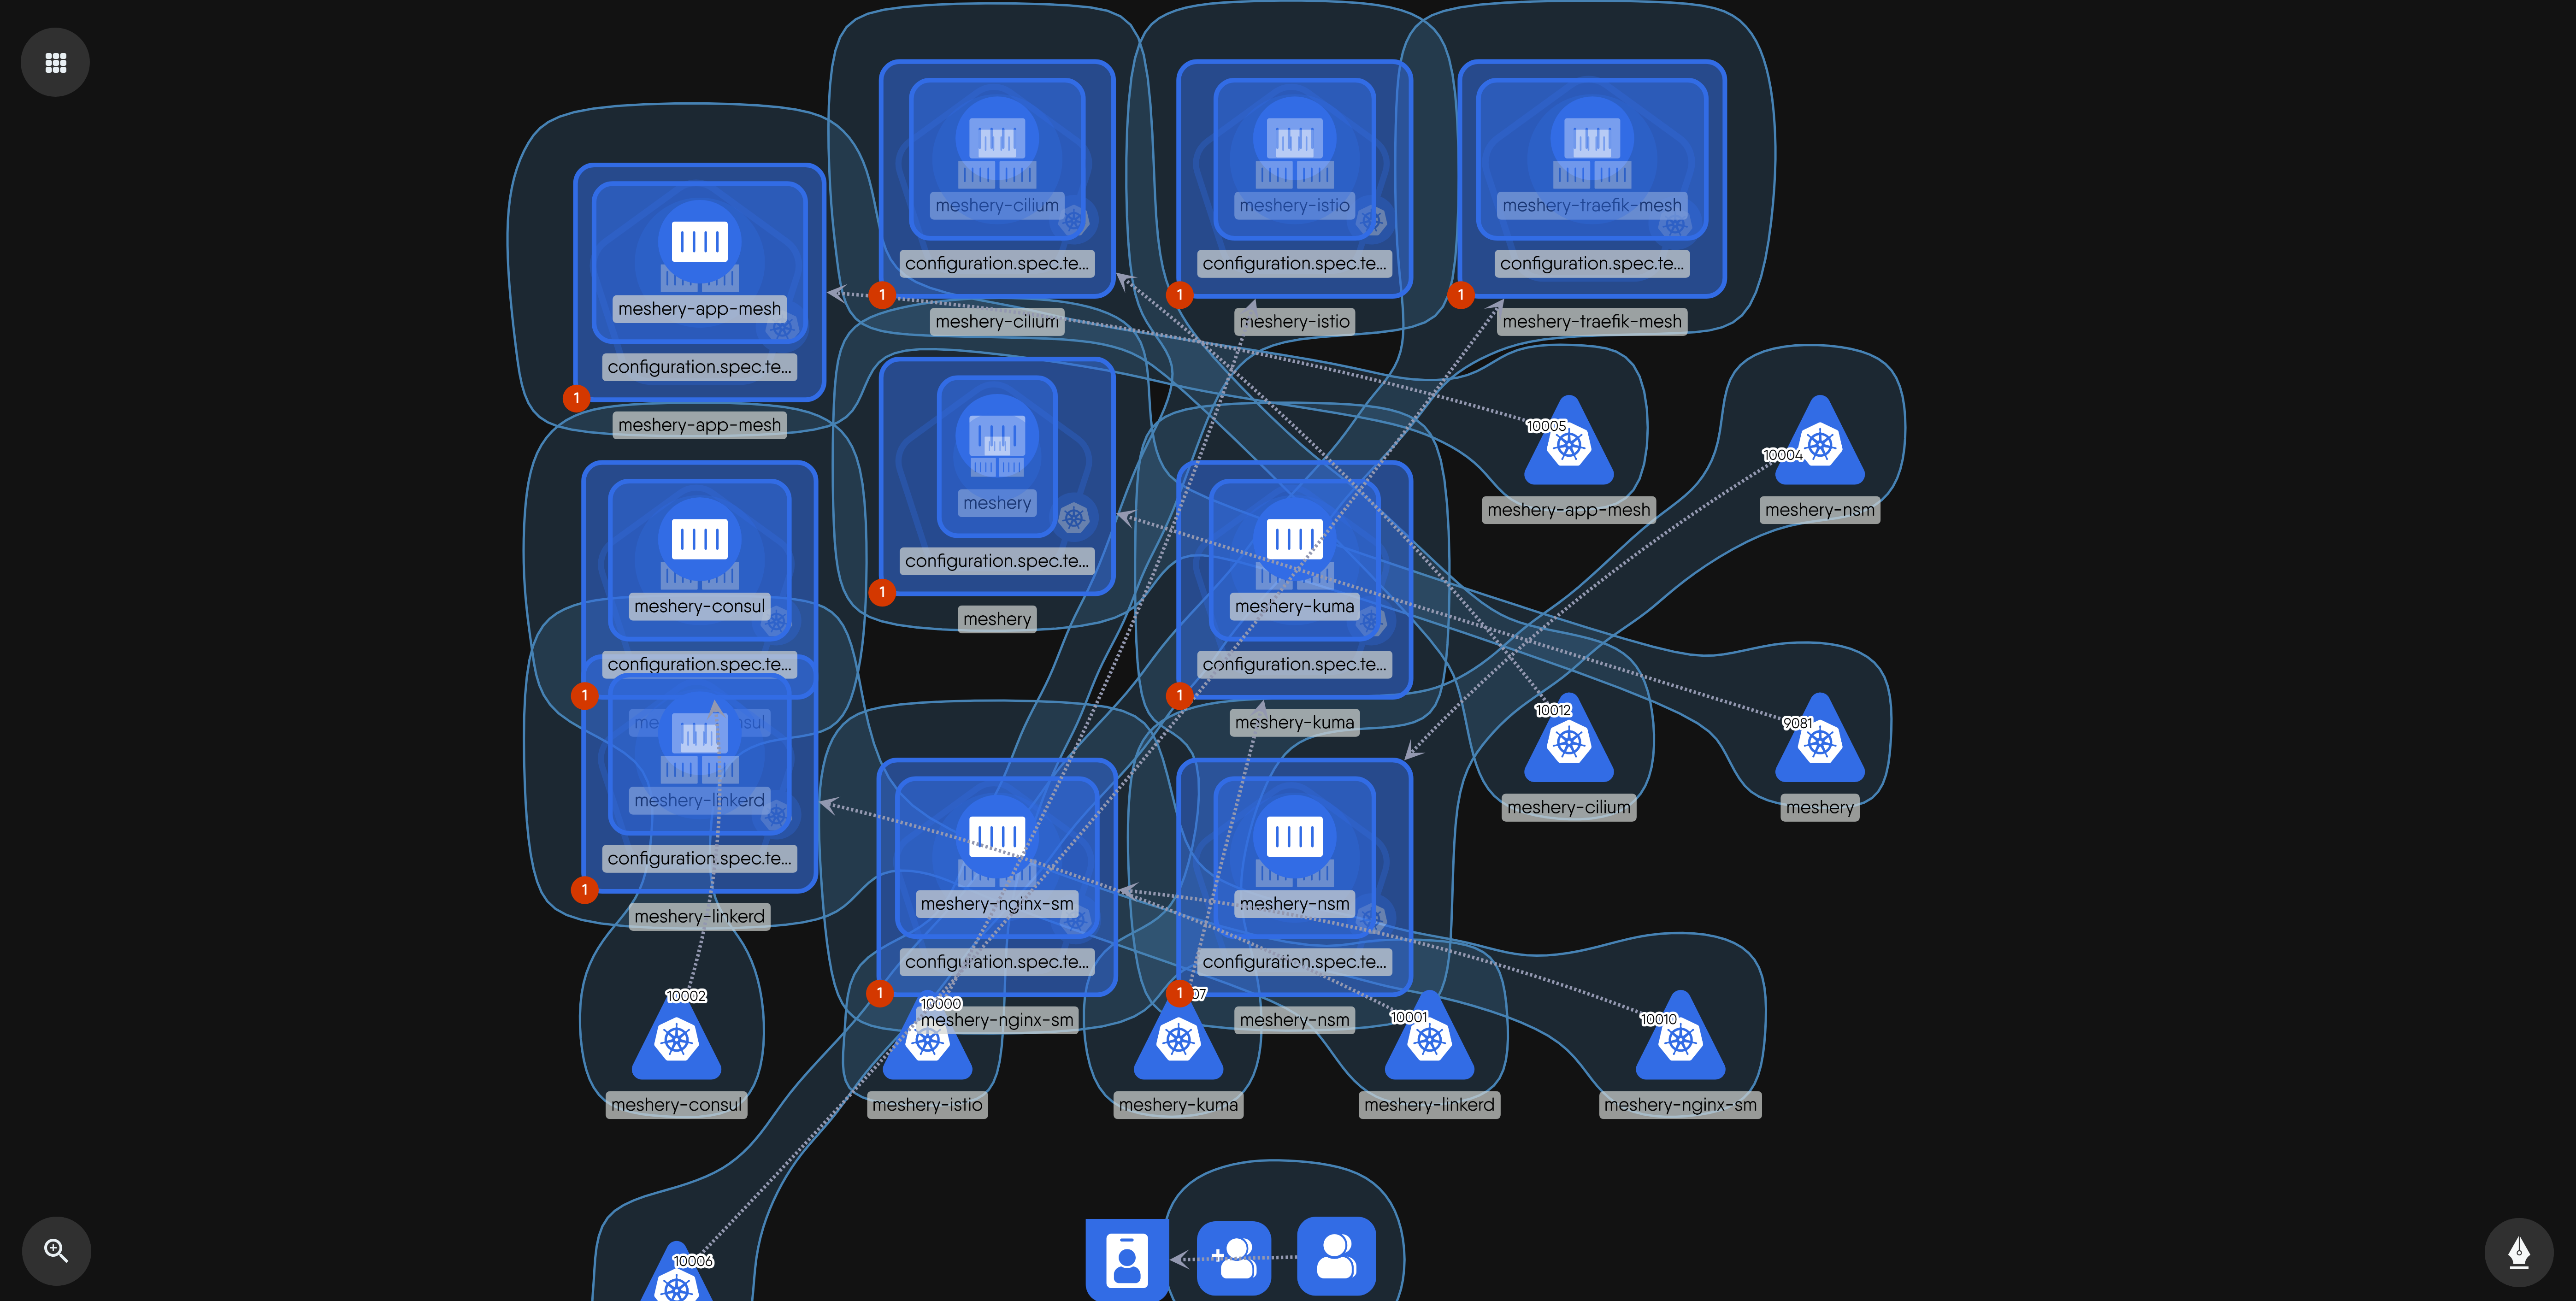 meshery-cilium
configuration.spec.te...
1
meshery-cilium
meshery-istio
configuration.spec.te...
1
meshery-istio
meshery-traefik-mesh
configuration.spec.te...
1
meshery-traefik-mesh
meshery-app-mesh
configuration.spec.te...
1
meshery-app-mesh
meshery
configuration.spec.te...
1
meshery
10005
meshery-app-mesh
10004
meshery-nsm
meshery-consul
configuration.spec.te...
1
meshery-kuma
configuration.spec.te...
1
meshery-kuma
10012
meshery-cilium
9081
meshery
meshery-linkerd
configuration.spec.te...
1
meshery-linkerd
meshery-nginx-sm
configuration.spec.te...
1
meshery-nginx-sm
meshery-nsm
configuration.spec.te...
1
meshery-nsm
10002
meshery-consul
10000
meshery-istio
07
meshery-kuma
10001
meshery-linkerd
10010
meshery-nginx-sm
10006